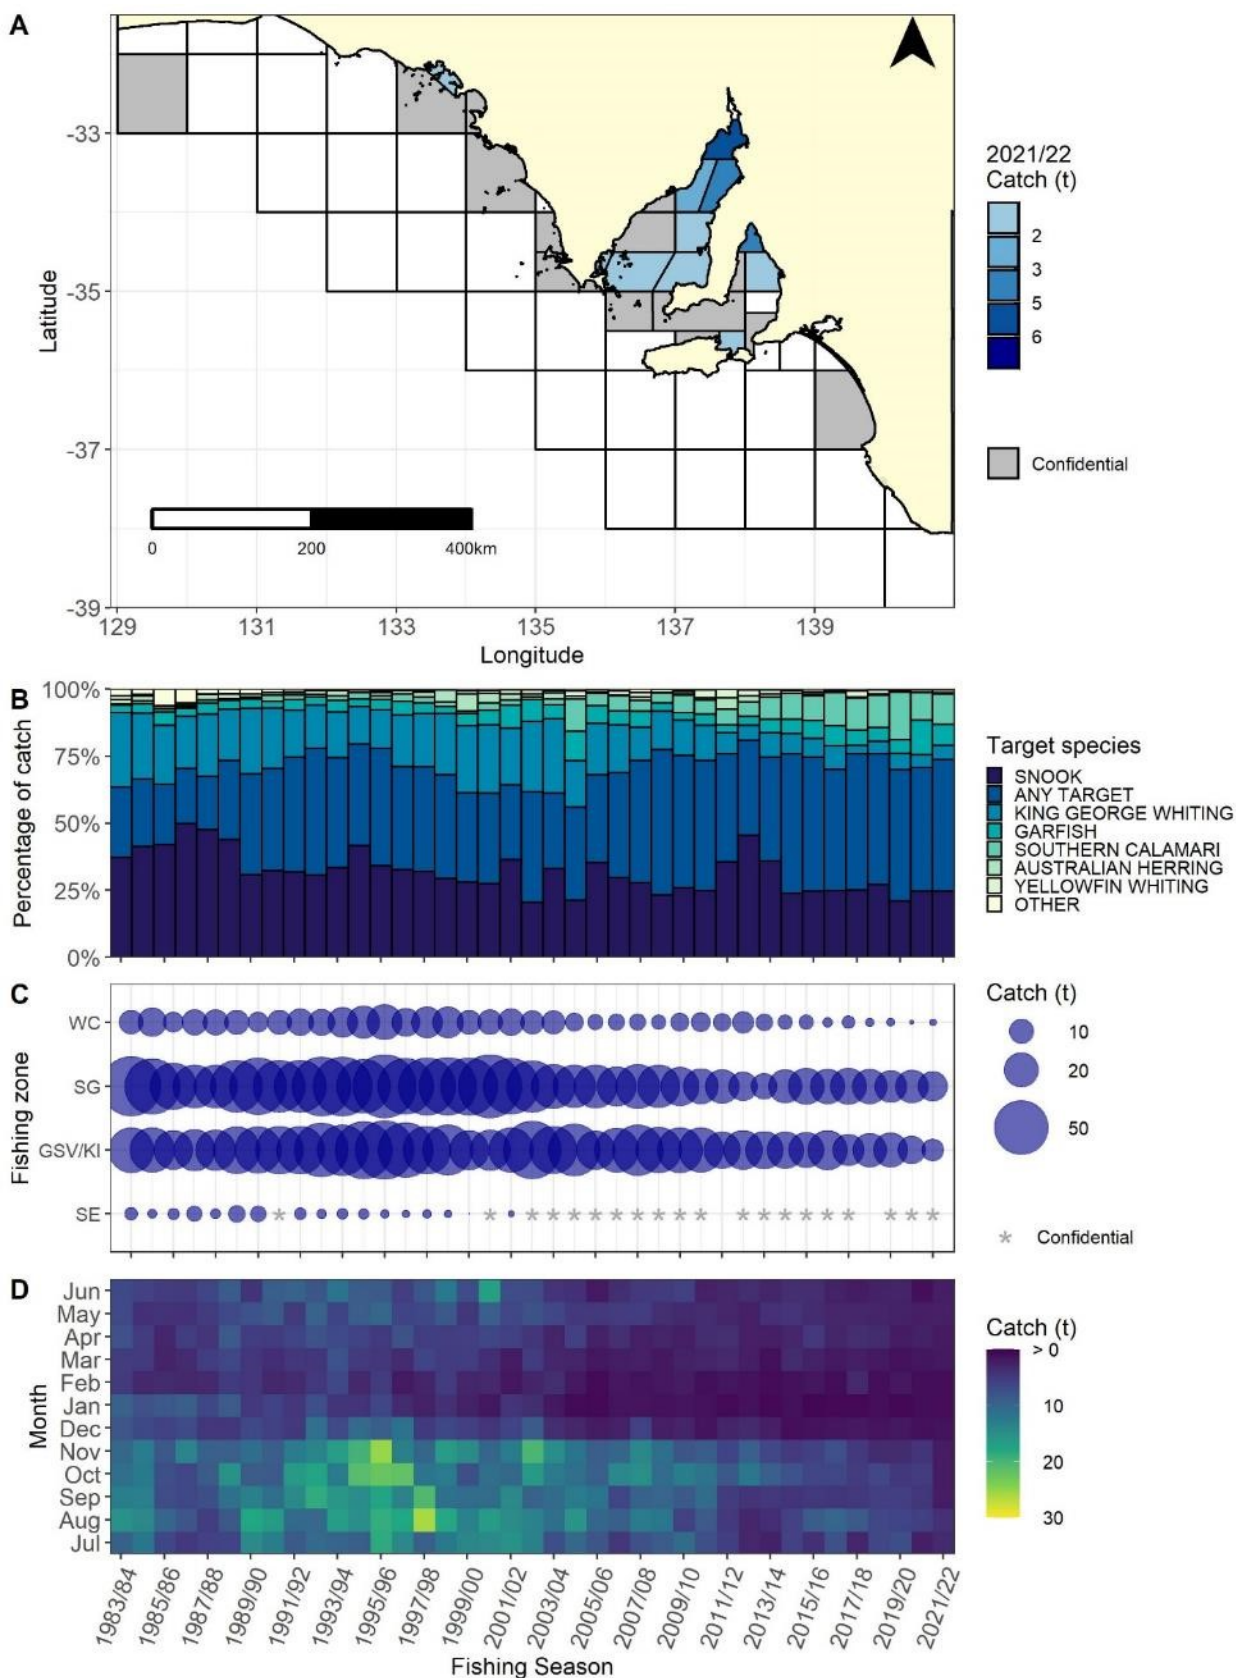 A
2021/22
Catch (t)
2
3
5
6
Confidential
-33
-35
-37
-39
Latitude
0 200 400km
129 131 133 135 137 139
Longitude
B
100%
75%
50%
25%
0%
Percentage of catch
Target species
SNOOK
ANY TARGET
KING GEORGE WHITING
GARFISH
SOUTHERN CALAMARI
AUSTRALIAN HERRING
YELLOWFIN WHITING
OTHER
C
WC
SG
GSV/KI
SE
Fishing zone
Catch (t)
10
20
50
* Confidential
D
Jun
May
Apr
Mar
Feb
Jan
Dec
Nov
Oct
Sep
Aug
Jul
Month
Catch (t)
> 0
10
20
30
1983/84 1985/86 1987/88 1989/90 1991/92 1993/94 1995/96 1997/98 1999/00 2001/02 2003/04 2005/06 2007/08 2009/10 2011/12 2013/14 2015/16 2017/18 2019/20 2021/22
Fishing Season